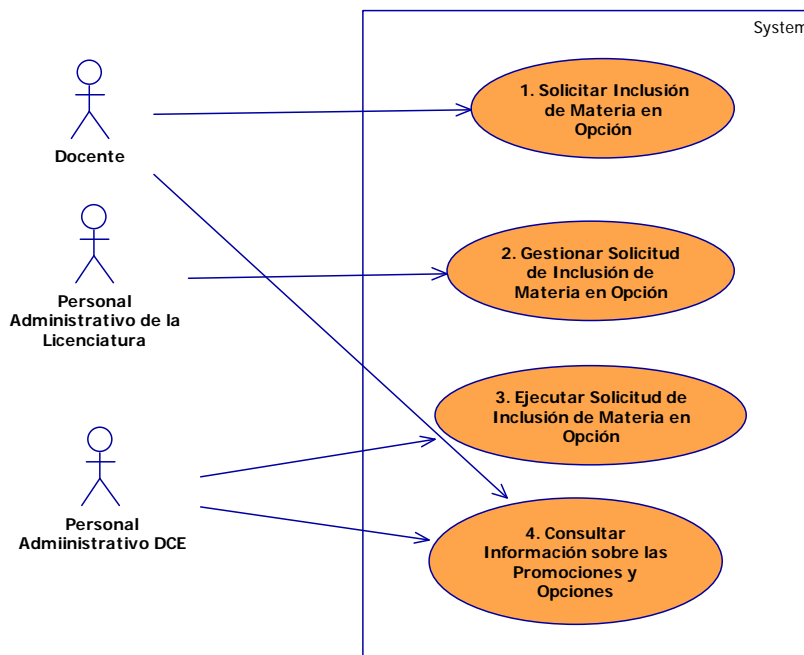 System
1. Solicitar Inclusión
de Materia en
Opción
Docente
2. Gestionar Solicitud
de Inclusión de
Materia en Opción
Personal
Administrativo de la
Licenciatura
3. Ejecutar Solicitud de
Inclusión de Materia en
Opción
Personal
Admiinistrativo DCE
4. Consultar
Información sobre las
Promociones y
Opciones